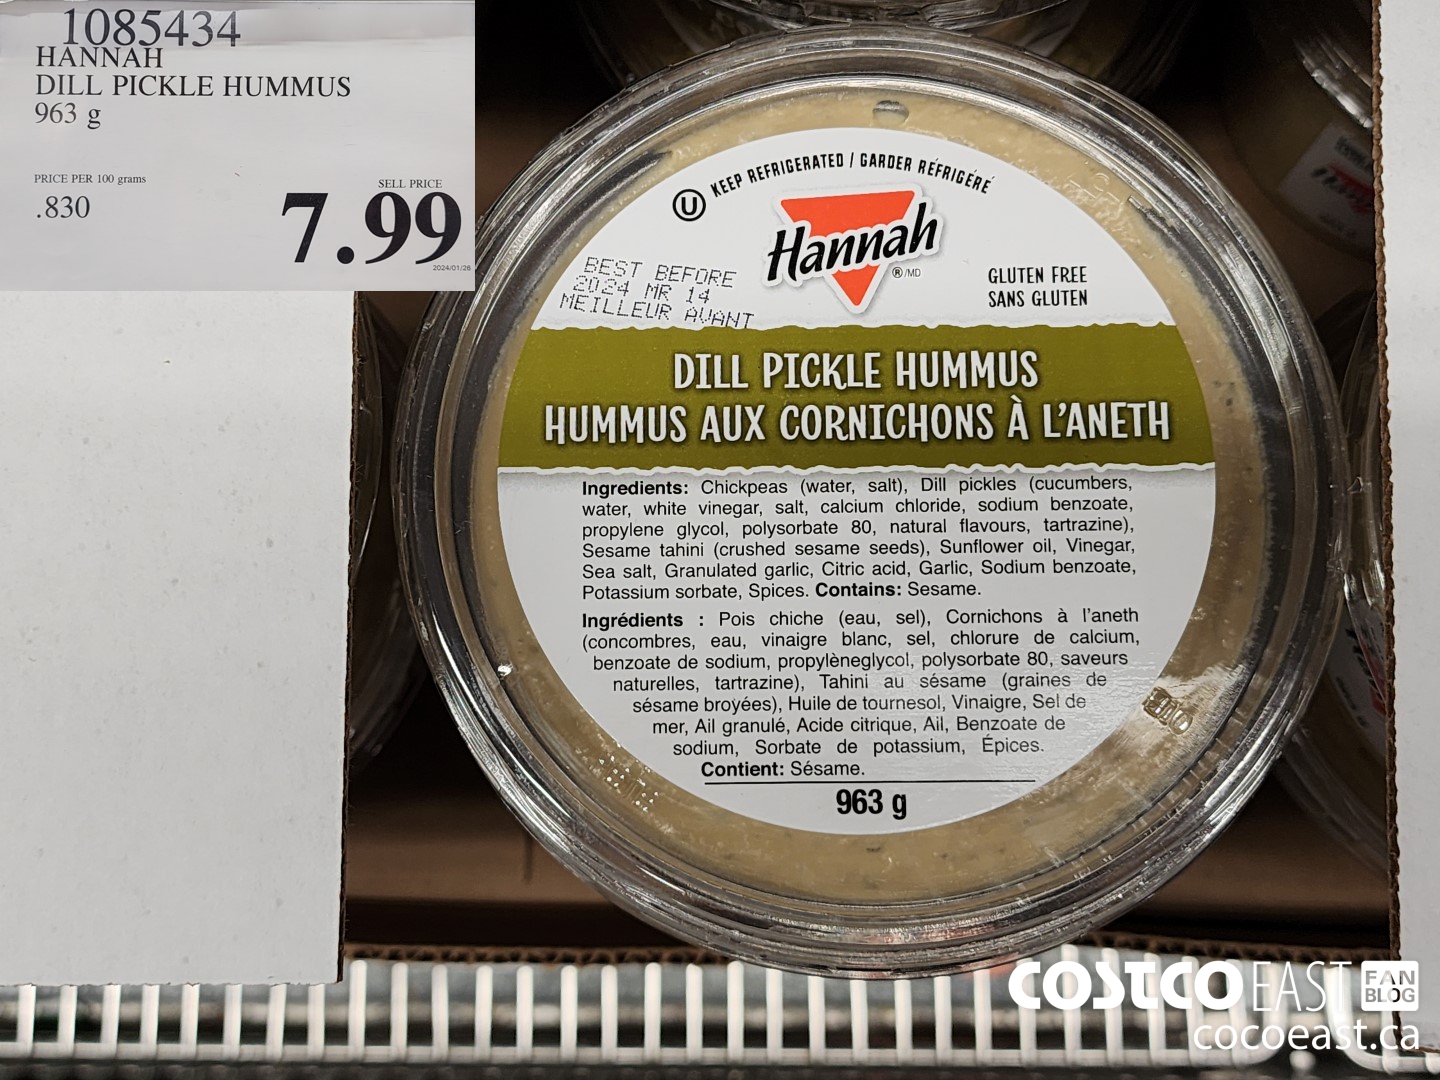 1085434
HANNAH
DILL PICKLE HUMMUS
963 g
PRICE PER 100 grams
.830
SELL PRICE
7.99
2024/01/26
U KEEP REFRIGERATED / GARDER RÉFRIGÉRÉ
Hannah
®/MD
BEST BEFORE
2024 MR 14
MEILLEUR AVANT
GLUTEN FREE
SANS GLUTEN
DILL PICKLE HUMMUS
HUMMUS AUX CORNICHONS À L'ANETH
Ingredients: Chickpeas (water, salt), Dill pickles (cucumbers,
water, white vinegar, salt, calcium chloride, sodium benzoate,
propylene glycol, polysorbate 80, natural flavours, tartrazine),
Sesame tahini (crushed sesame seeds), Sunflower oil, Vinegar,
Sea salt, Granulated garlic, Citric acid, Garlic, Sodium benzoate,
Potassium sorbate, Spices. Contains: Sesame.
Ingrédients : Pois chiche (eau, sel), Cornichons à l'aneth
(concombres, eau, vinaigre blanc, sel, chlorure de calcium,
benzoate de sodium, propylèneglycol, polysorbate 80, saveurs
naturelles, tartrazine), Tahini au sésame (graines de
sésame broyées), Huile de tournesol, Vinaigre, Sel de
mer, Ail granulé, Acide citrique, Ail, Benzoate de
sodium, Sorbate de potassium, Épices.
Contient: Sésame.
963 g
COSTCO EAST FAN BLOG
cocoeast.ca